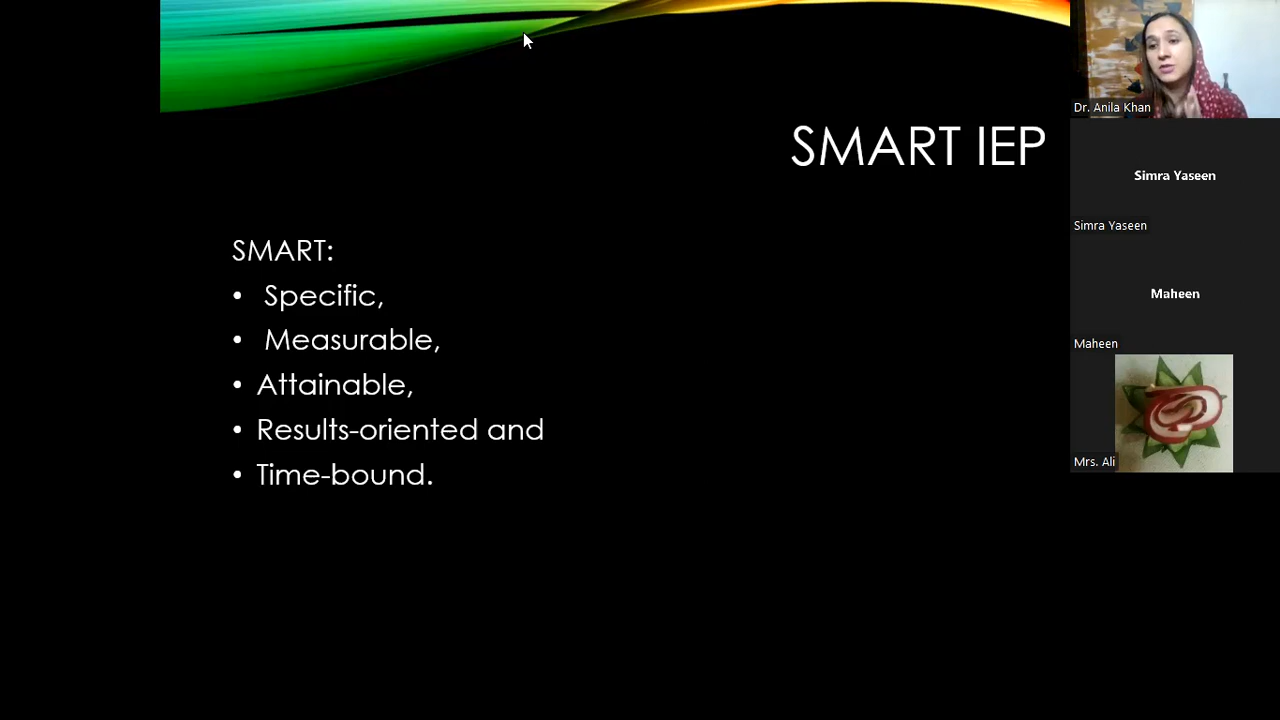 SMART IEP
SMART:
• Specific,
• Measurable,
• Attainable,
• Results-oriented and
• Time-bound.
Dr. Anila Khan
Simra Yaseen
Simra Yaseen
Maheen
Maheen
Mrs. Ali